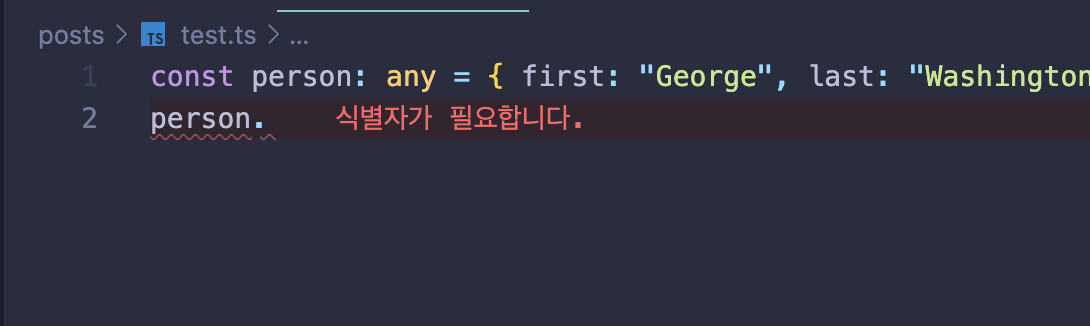 posts > TS test.ts > ...
1 const person: any = { first: "George", last: "Washington
2 person. 식별자가 필요합니다.